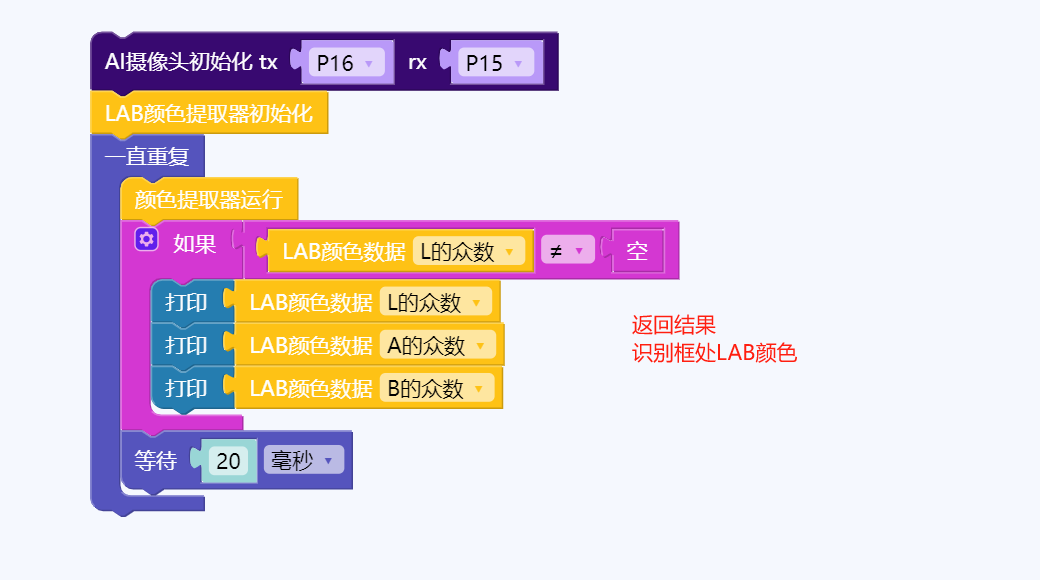 AI摄像头初始化 tx P16 rx P15
LAB颜色提取器初始化
一直重复
颜色提取器运行
如果 LAB颜色数据 L的众数 ≠ 空
打印 LAB颜色数据 L的众数
打印 LAB颜色数据 A的众数
打印 LAB颜色数据 B的众数
返回结果
识别框处LAB颜色
等待 20 毫秒